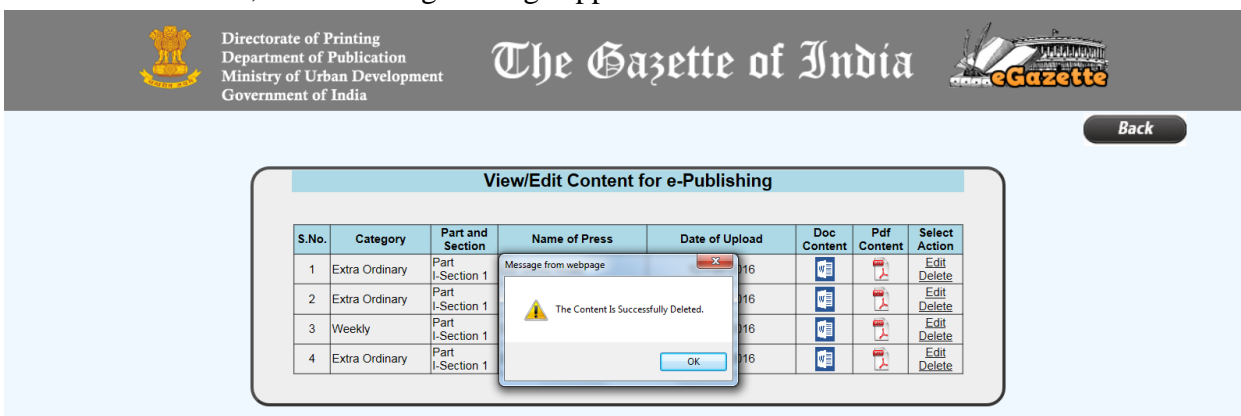 Directorate of Printing
Department of Publication
Ministry of Urban Development
Government of India
The Gazette of India
eGazette
Back
View/Edit Content for e-Publishing
S.No. Category Part and Section Name of Press Date of Upload Doc Content Pdf Content Select Action
1 Extra Ordinary Part I-Section 1 016 Edit Delete
2 Extra Ordinary Part I-Section 1 016 Edit Delete
3 Weekly Part I-Section 1 016 Edit Delete
4 Extra Ordinary Part I-Section 1 016 Edit Delete
Message from webpage
The Content Is Successfully Deleted.
OK